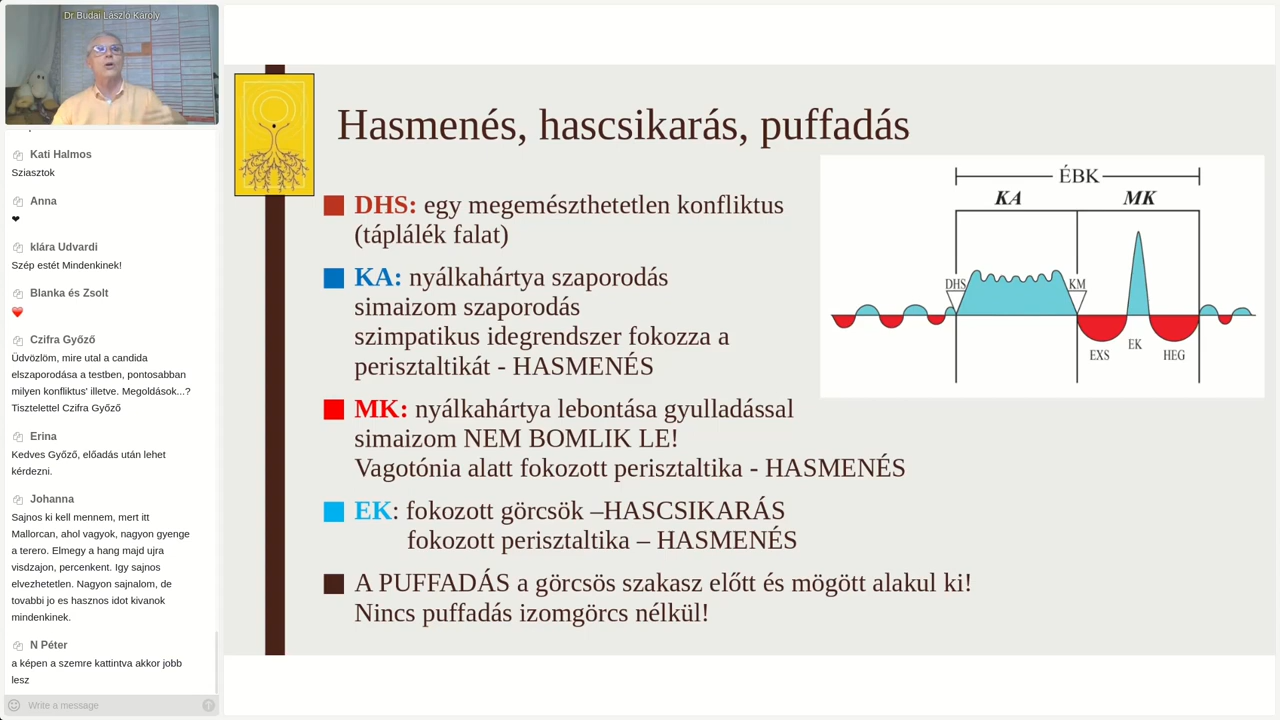 Dr Budai László Károly
Kati Halmos
Sziasztok
Anna
❤
klára Udvardi
Szép estét Mindenkinek!
Blanka és Zsolt
❤️
Czifra Győző
Üdvözlöm, mire utal a candida
elszaporodása a testben, pontosabban
milyen konfliktus' illetve. Megoldások...?
Tisztelettel Czifra Győző
Erina
Kedves Győző, előadás után lehet
kérdezni.
Johanna
Sajnos ki kell mennem, mert itt
Mallorcan, ahol vagyok, nagyon gyenge
a terero. Elmegy a hang majd ujra
visdzajon, percenkent. Igy sajnos
elvezhetetlen. Nagyon sajnalom, de
tovabbi jo es hasznos idot kivanok
mindenkinek.
N Péter
a képen a szemre kattintva akkor jobb
lesz
Write a message
Hasmenés, hascsikarás, puffadás
DHS: egy megemészthetetlen konfliktus
(táplálék falat)
KA: nyálkahártya szaporodás
simaizom szaporodás
szimpatikus idegrendszer fokozza a
perisztaltikát - HASMENÉS
MK: nyálkahártya lebontása gyulladással
simaizom NEM BOMLIK LE!
Vagotónia alatt fokozott perisztaltika - HASMENÉS
EK: fokozott görcsök –HASCSIKARÁS
fokozott perisztaltika – HASMENÉS
A PUFFADÁS a görcsös szakasz előtt és mögött alakul ki!
Nincs puffadás izomgörcs nélkül!
ÉBK
KA MK
DHS KM
EXS EK HEG